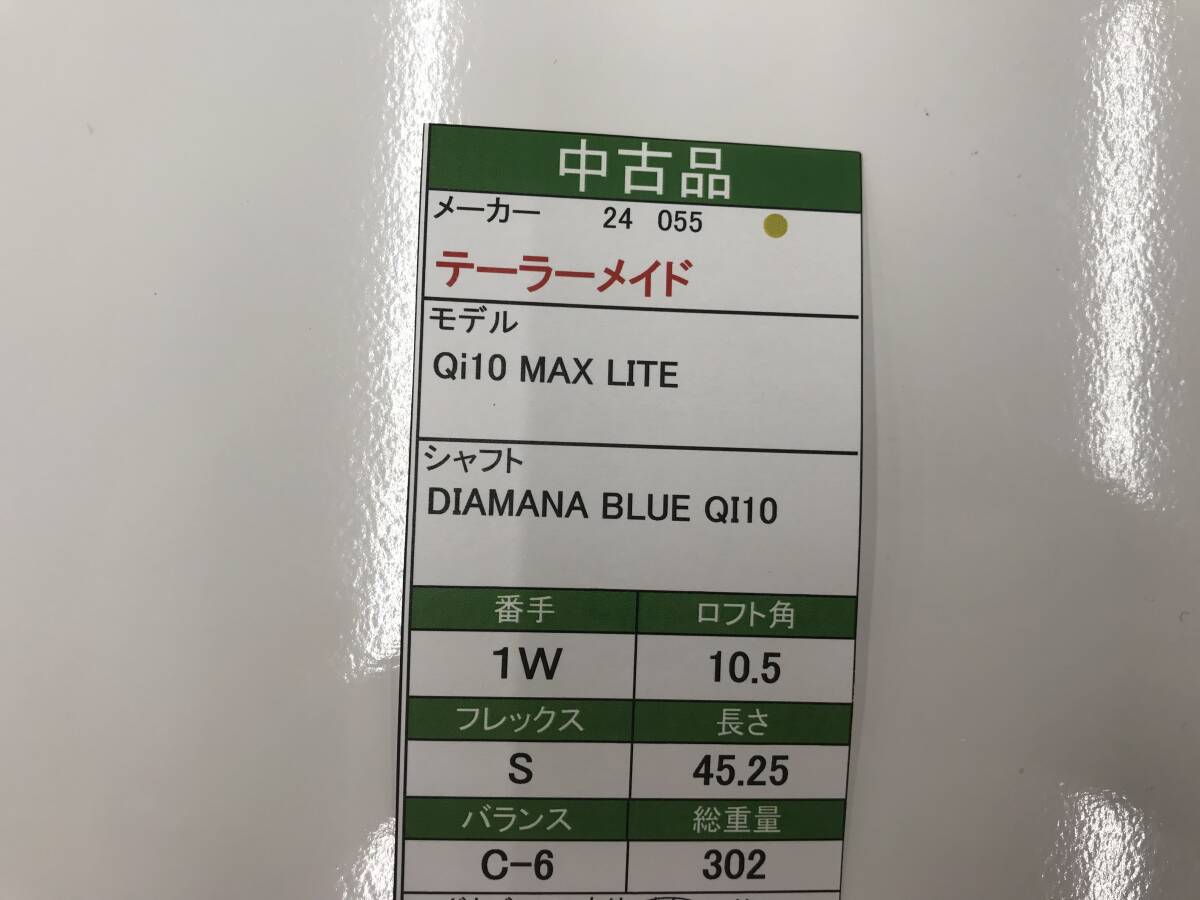 中古品
メーカー 24 055
テーラーメイド
モデル
Qi10 MAX LITE
シャフト
DIAMANA BLUE QI10
番手 ロフト角
1W 10.5
フレックス 長さ
S 45.25
バランス 総重量
C-6 302